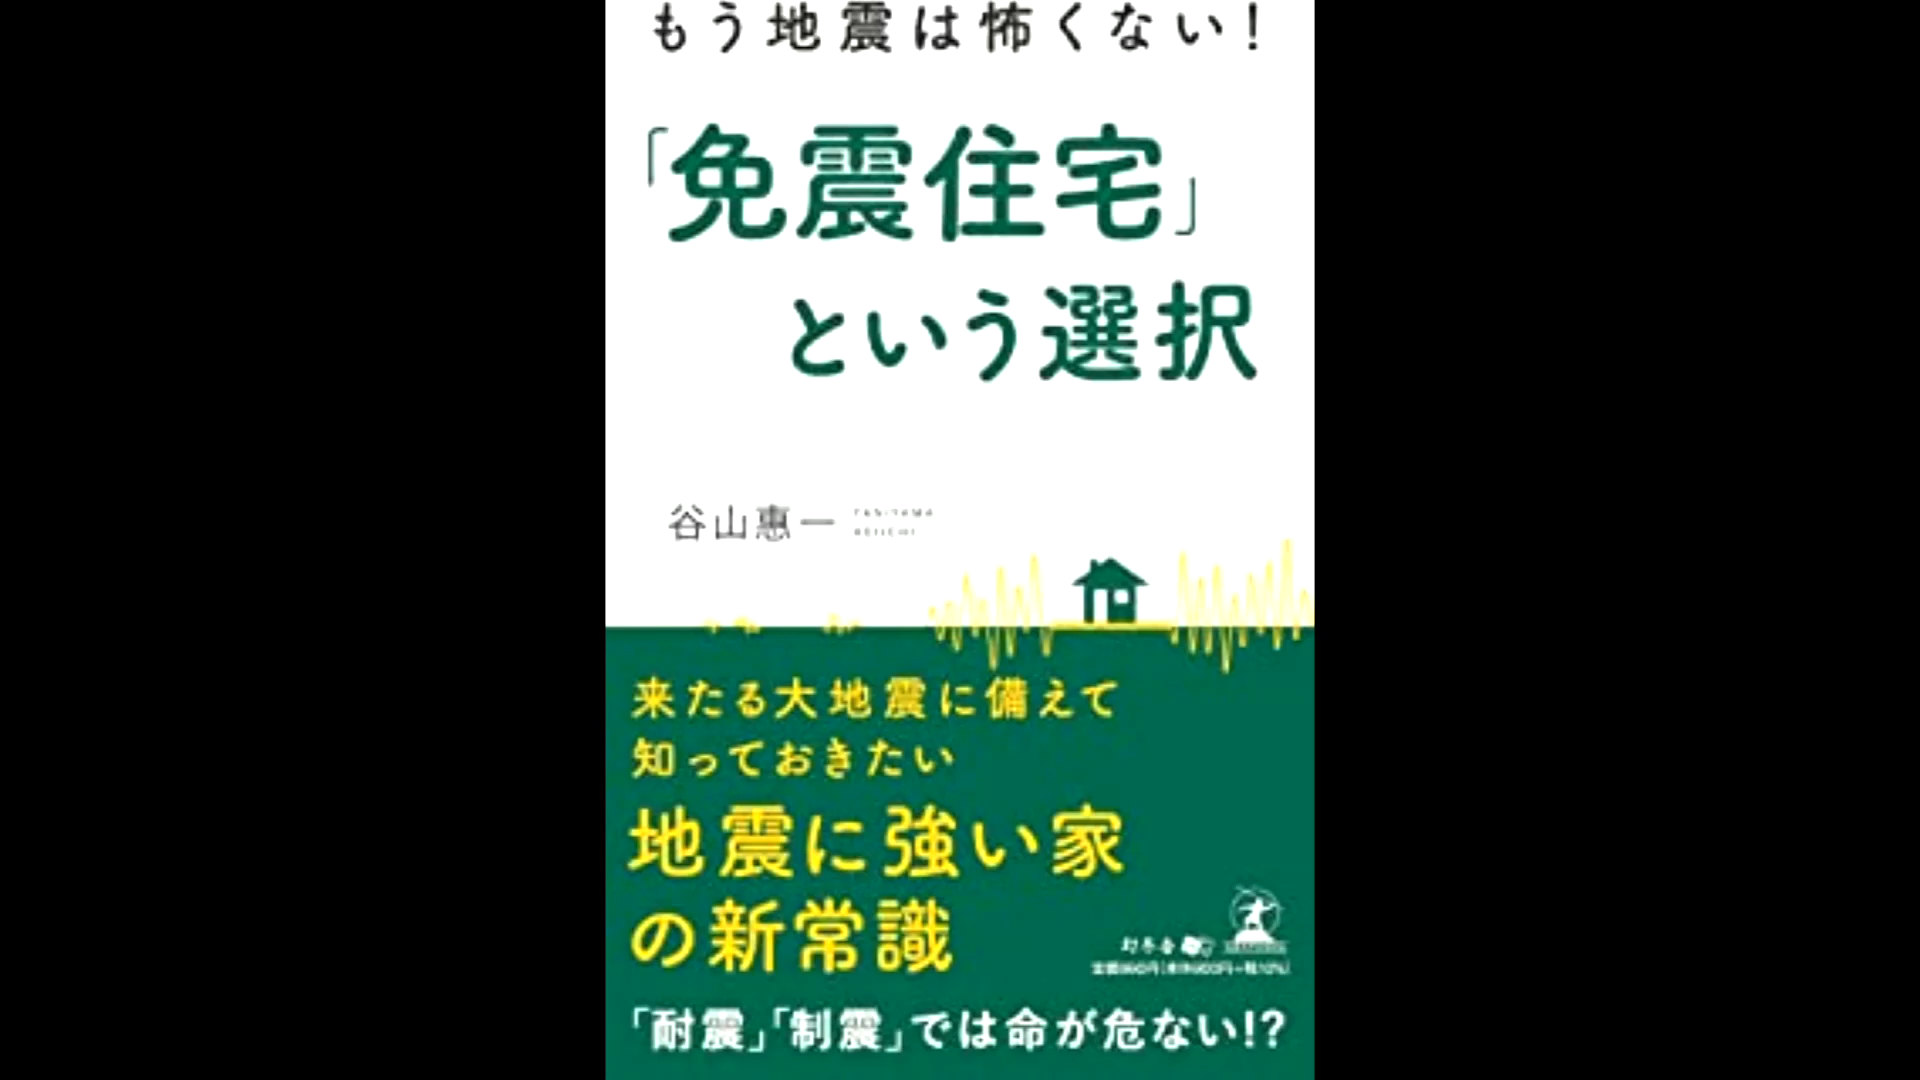 もう地震は怖くない!
「免震住宅」
という選択
谷山惠一
TANIYAMA
KEIICHI
来たる大地震に備えて
知っておきたい
地震に強い家
の新常識
幻冬舎
「耐震」「制震」では命が危ない!?